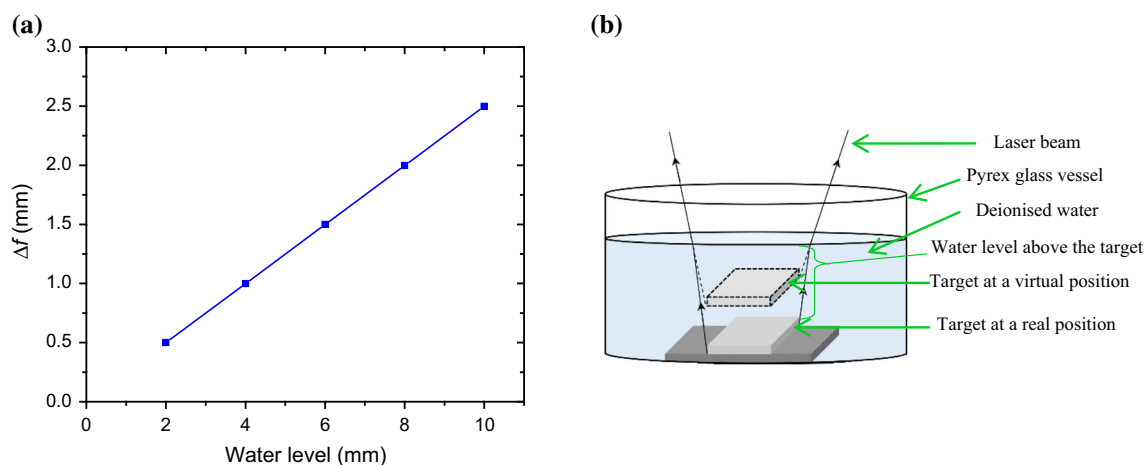 (a)
3.0
2.5
2.0
1.5
1.0
0.5
0.0
Δf (mm)
0 2 4 6 8 10
Water level (mm)
(b)
Laser beam
Pyrex glass vessel
Deionised water
Water level above the target
Target at a virtual position
Target at a real position